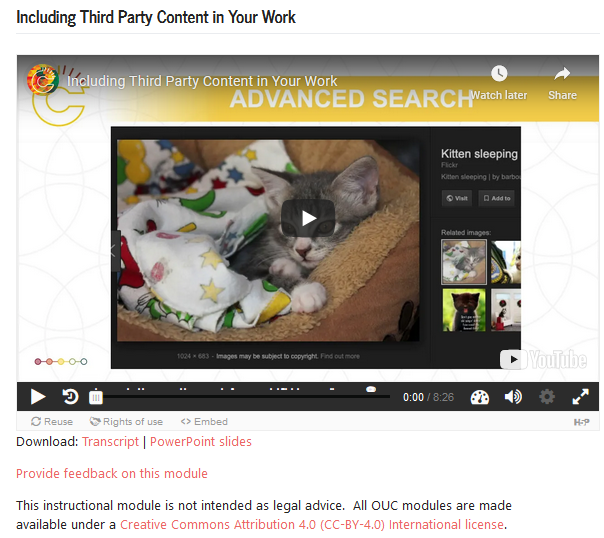 Including Third Party Content in Your Work
Including Third Party Content in Your Work
Watch later
Share
ADVANCED SEARCH
Kitten sleeping
Flickr
Kitten sleeping | by barbou
Visit
Add to
Related images:
1024 × 683 - Images may be subject to copyright. Find out more
YouTube
0:00 / 8:26
Reuse Rights of use <> Embed H-P
Download: Transcript | PowerPoint slides
Provide feedback on this module
This instructional module is not intended as legal advice. All OUC modules are made
available under a Creative Commons Attribution 4.0 (CC-BY-4.0) International license.